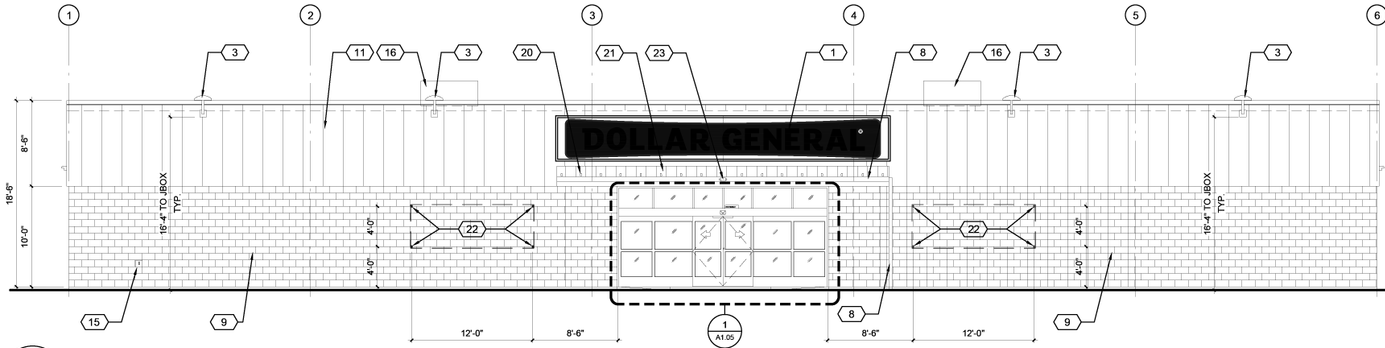 1 2 3 4 5 6
3 11 16 3 20 21 23 1 8 16 3 3
DOLLAR GENERAL
8'-6"
18'-6"
10'-0"
16'-4" TO JBOX
TYP.
16'-4" TO JBOX
TYP.
22 22
4'-0"
4'-0"
4'-0"
4'-0"
15 9 8 9
12'-0" 8'-6" 8'-6" 12'-0"
1
A1.05